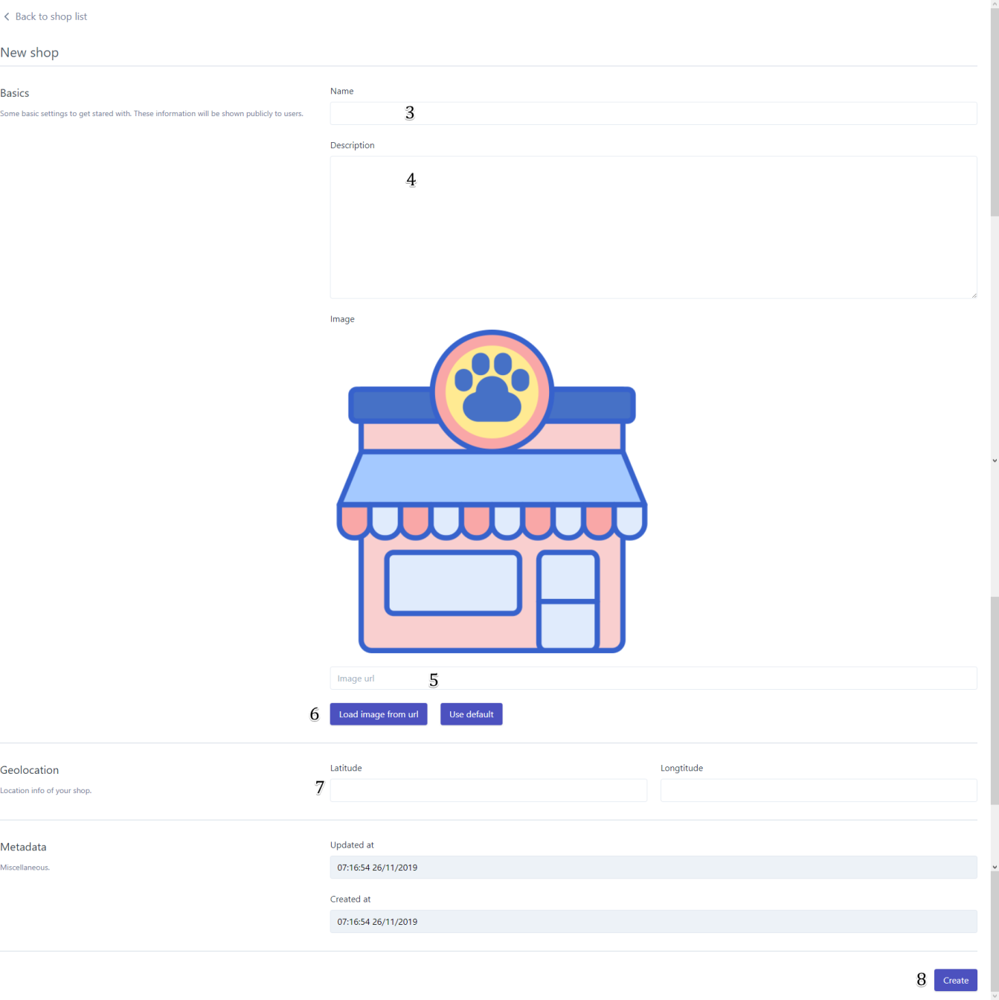 Back to shop list
New shop
Basics
Some basic settings to get stared with. These information will be shown publicly to users.
Name
3
Description
4
Image
Image url
5
6
Load image from url
Use default
Geolocation
Location info of your shop.
Latitude
Longtitude
7
Metadata
Miscellaneous.
Updated at
07:16:54 26/11/2019
Created at
07:16:54 26/11/2019
8
Create